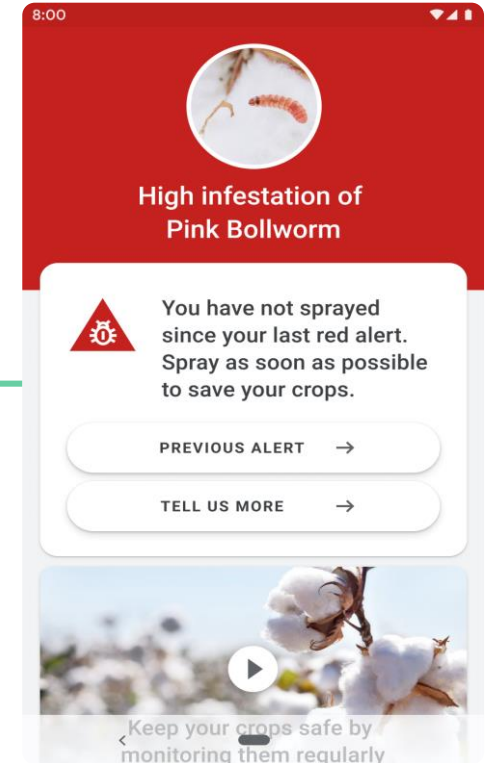 8:00
High infestation of
Pink Bollworm
You have not sprayed
since your last red alert.
Spray as soon as possible
to save your crops.
PREVIOUS ALERT →
TELL US MORE →
Keep your crops safe by
monitoring them regularly